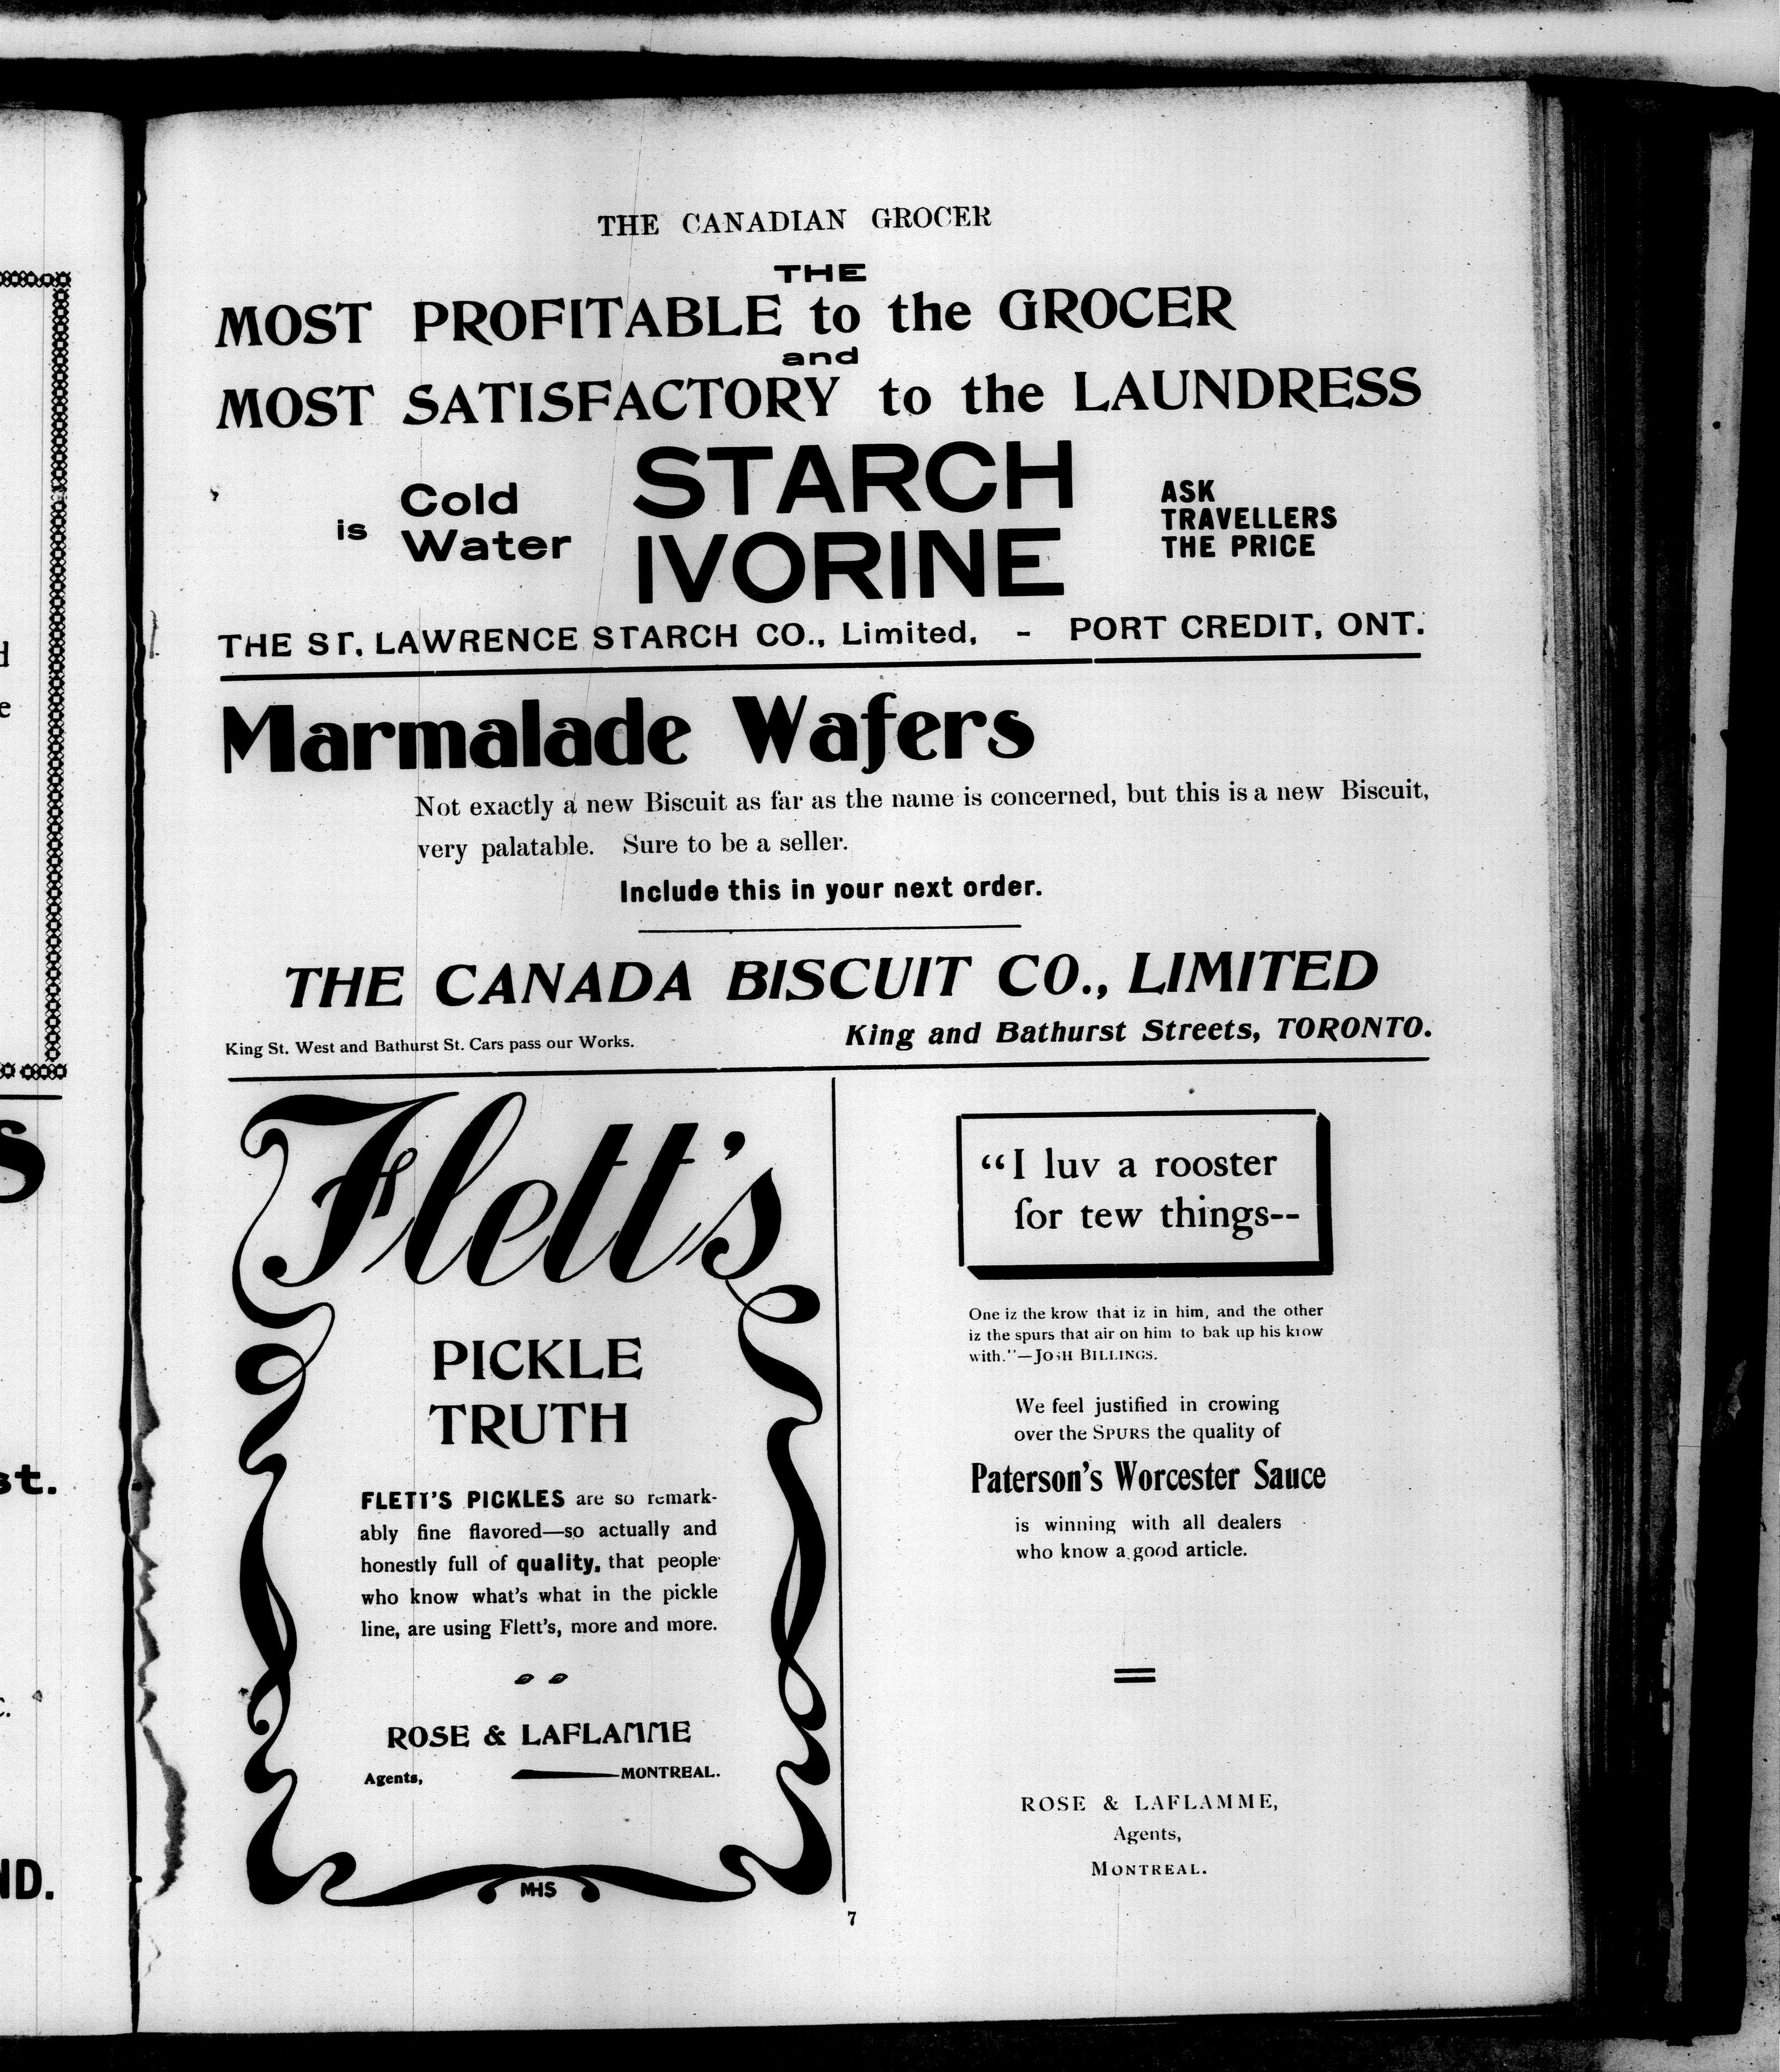 THE CANADIAN GROCER
THE
MOST PROFITABLE to the GROCER
and
MOST SATISFACTORY to the LAUNDRESS
is Cold Water
STARCH
IVORINE
ASK
TRAVELLERS
THE PRICE
THE ST. LAWRENCE STARCH CO., Limited, - PORT CREDIT, ONT.
Marmalade Wafers
Not exactly a new Biscuit as far as the name is concerned, but this is a new Biscuit,
very palatable. Sure to be a seller.
Include this in your next order.
THE CANADA BISCUIT CO., LIMITED
King St. West and Bathurst St. Cars pass our Works.
King and Bathurst Streets, TORONTO.
Flett's
PICKLE
TRUTH
FLETT'S PICKLES are so remark-
ably fine flavored—so actually and
honestly full of quality, that people
who know what's what in the pickle
line, are using Flett's, more and more.
ROSE & LAFLAMME
Agents, MONTREAL.
MHS
"I luv a rooster
for tew things--
One iz the krow that iz in him, and the other
iz the spurs that air on him to bak up his krow
with."—JOSH BILLINGS.
We feel justified in crowing
over the SPURS the quality of
Paterson's Worcester Sauce
is winning with all dealers
who know a good article.
ROSE & LAFLAMME,
Agents,
MONTREAL.
7
st.
ND.